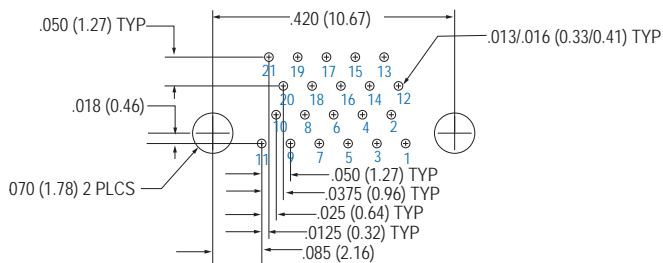 .420 (10.67)
.050 (1.27) TYP
.013/.016 (0.33/0.41) TYP
21 19 17 15 13
20 18 16 14 12
.018 (0.46)
10 8 6 4 2
11 9 7 5 3 1
070 (1.78) 2 PLCS
.050 (1.27) TYP
.0375 (0.96) TYP
.025 (0.64) TYP
.0125 (0.32) TYP
.085 (2.16)